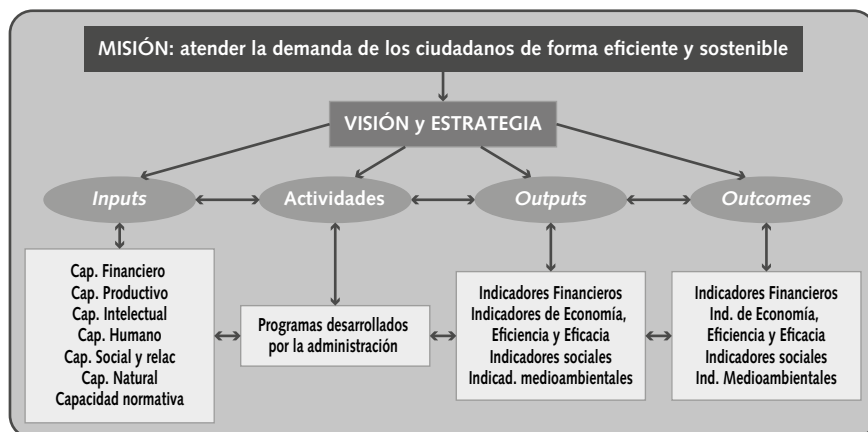 MISIÓN: atender la demanda de los ciudadanos de forma eficiente y sostenible
VISIÓN y ESTRATEGIA
Inputs
Actividades
Outputs
Outcomes
Cap. Financiero
Cap. Productivo
Cap. Intelectual
Cap. Humano
Cap. Social y relac
Cap. Natural
Capacidad normativa
Programas desarrollados
por la administración
Indicadores Financieros
Indicadores de Economía,
Eficiencia y Eficacia
Indicadores sociales
Indicad. medioambientales
Indicadores Financieros
Ind. de Economía,
Eficiencia y Eficacia
Indicadores sociales
Ind. Medioambientales